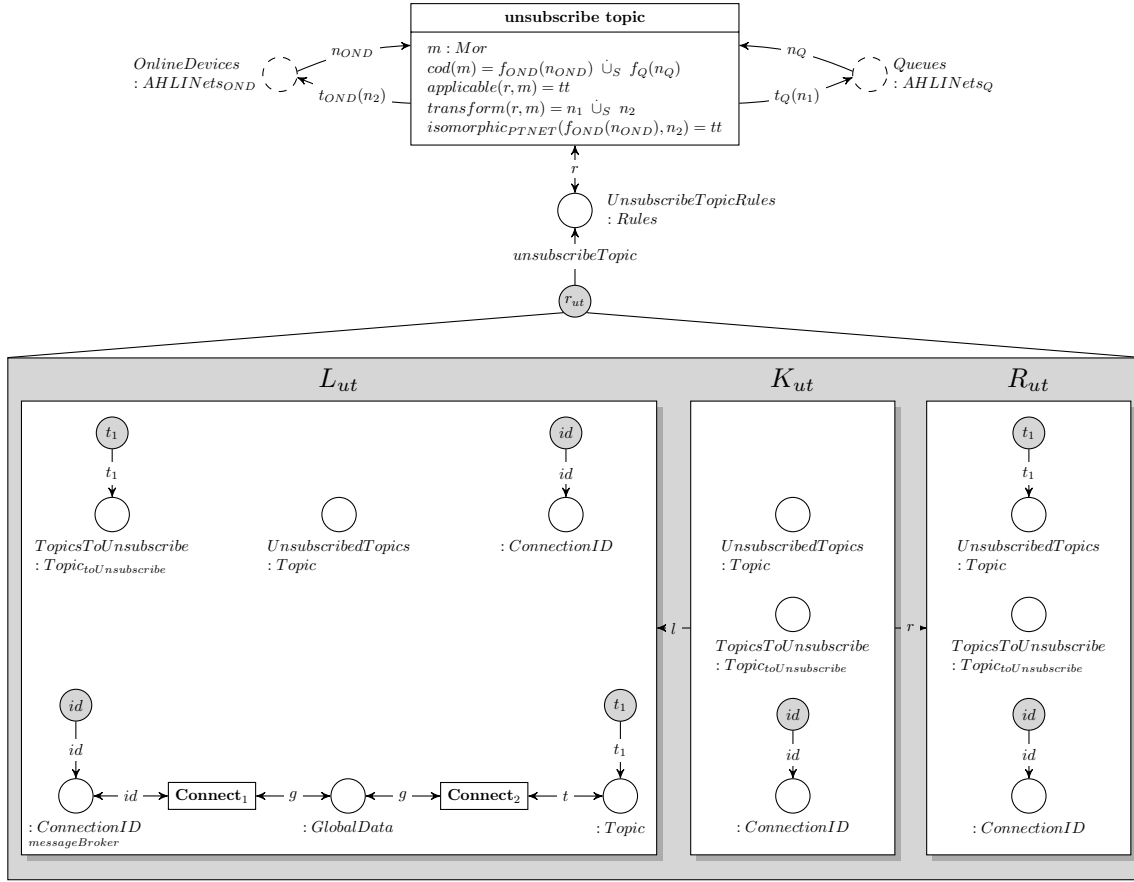 unsubscribe topic
m : Mor
cod(m) = f_OND(n_OND) ∪̇_S f_Q(n_Q)
applicable(r, m) = tt
transform(r, m) = n_1 ∪̇_S n_2
isomorphic_PTNET(f_OND(n_OND), n_2) = tt
OnlineDevices
: AHLINets_OND
n_OND
t_OND(n_2)
n_Q
t_Q(n_1)
Queues
: AHLINets_Q
r
UnsubscribeTopicRules
: Rules
unsubscribeTopic
r_ut
L_ut
t_1
t_1
TopicsToUnsubscribe
: Topic_toUnsubscribe
UnsubscribedTopics
: Topic
id
id
: ConnectionID
id
id
: ConnectionID
messageBroker
id
Connect_1
g
: GlobalData
g
Connect_2
t
t_1
t_1
: Topic
l
K_ut
UnsubscribedTopics
: Topic
TopicsToUnsubscribe
: Topic_toUnsubscribe
id
id
: ConnectionID
r
R_ut
t_1
t_1
UnsubscribedTopics
: Topic
TopicsToUnsubscribe
: Topic_toUnsubscribe
id
id
: ConnectionID